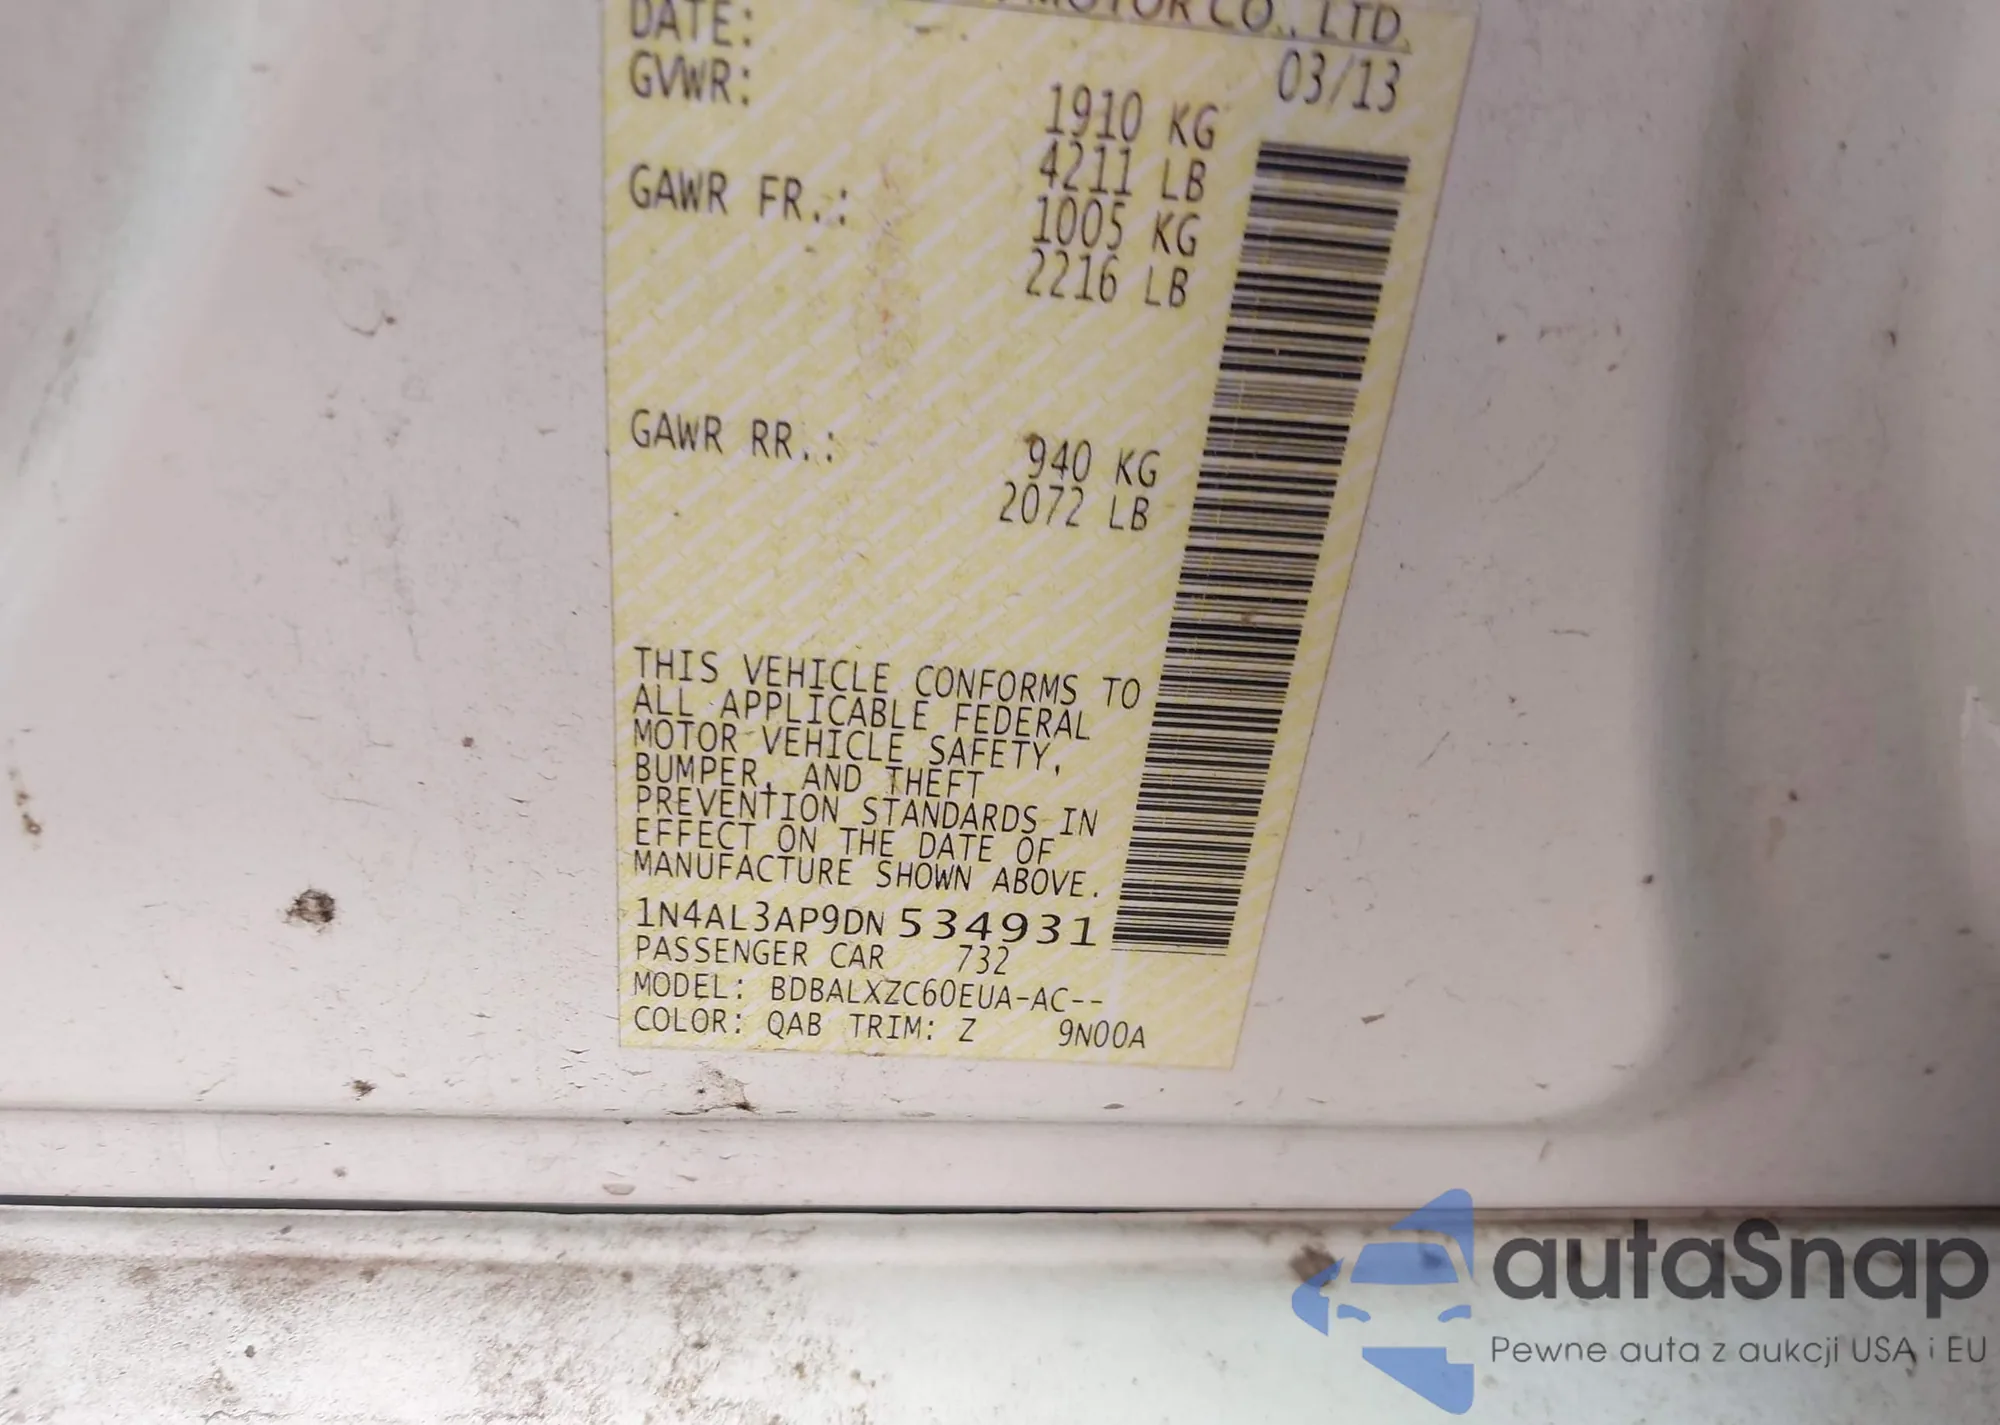 MOTOR CO., LTD.
DATE: 03/13
GVWR: 1910 KG
4211 LB
GAWR FR.: 1005 KG
2216 LB
GAWR RR.: 940 KG
2072 LB
THIS VEHICLE CONFORMS TO
ALL APPLICABLE FEDERAL
MOTOR VEHICLE SAFETY,
BUMPER, AND THEFT
PREVENTION STANDARDS IN
EFFECT ON THE DATE OF
MANUFACTURE SHOWN ABOVE.
1N4AL3AP9DN534931
PASSENGER CAR 732
MODEL: BDBALXZC60EUA-AC--
COLOR: QAB TRIM: Z 9N00A
autaSnap
Pewne auta z aukcji USA i EU